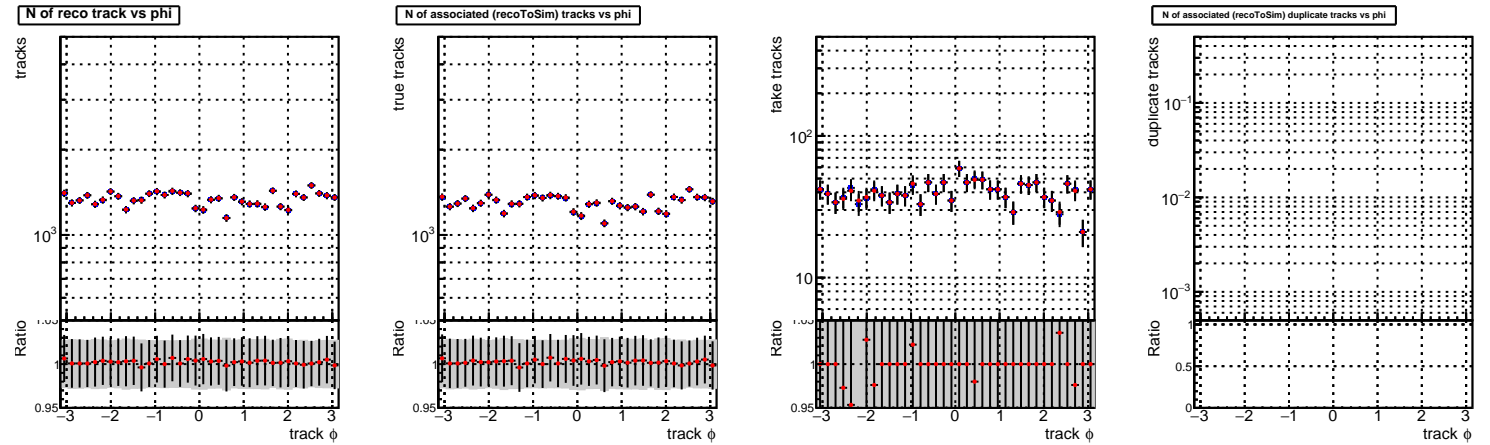 N of reco track vs phi
tracks
10³
Ratio
0.95
1
−3 −2 −1 0 1 2 3
track ϕ
N of associated (recoToSim) tracks vs phi
true tracks
10³
Ratio
0.95
1
−3 −2 −1 0 1 2 3
track ϕ
fake tracks
10²
10
Ratio
0.95
1
−3 −2 −1 0 1 2 3
track ϕ
N of associated (recoToSim) duplicate tracks vs phi
duplicate tracks
10⁻¹
10⁻²
10⁻³
Ratio
1
0.5
0
−3 −2 −1 0 1 2 3
track ϕ